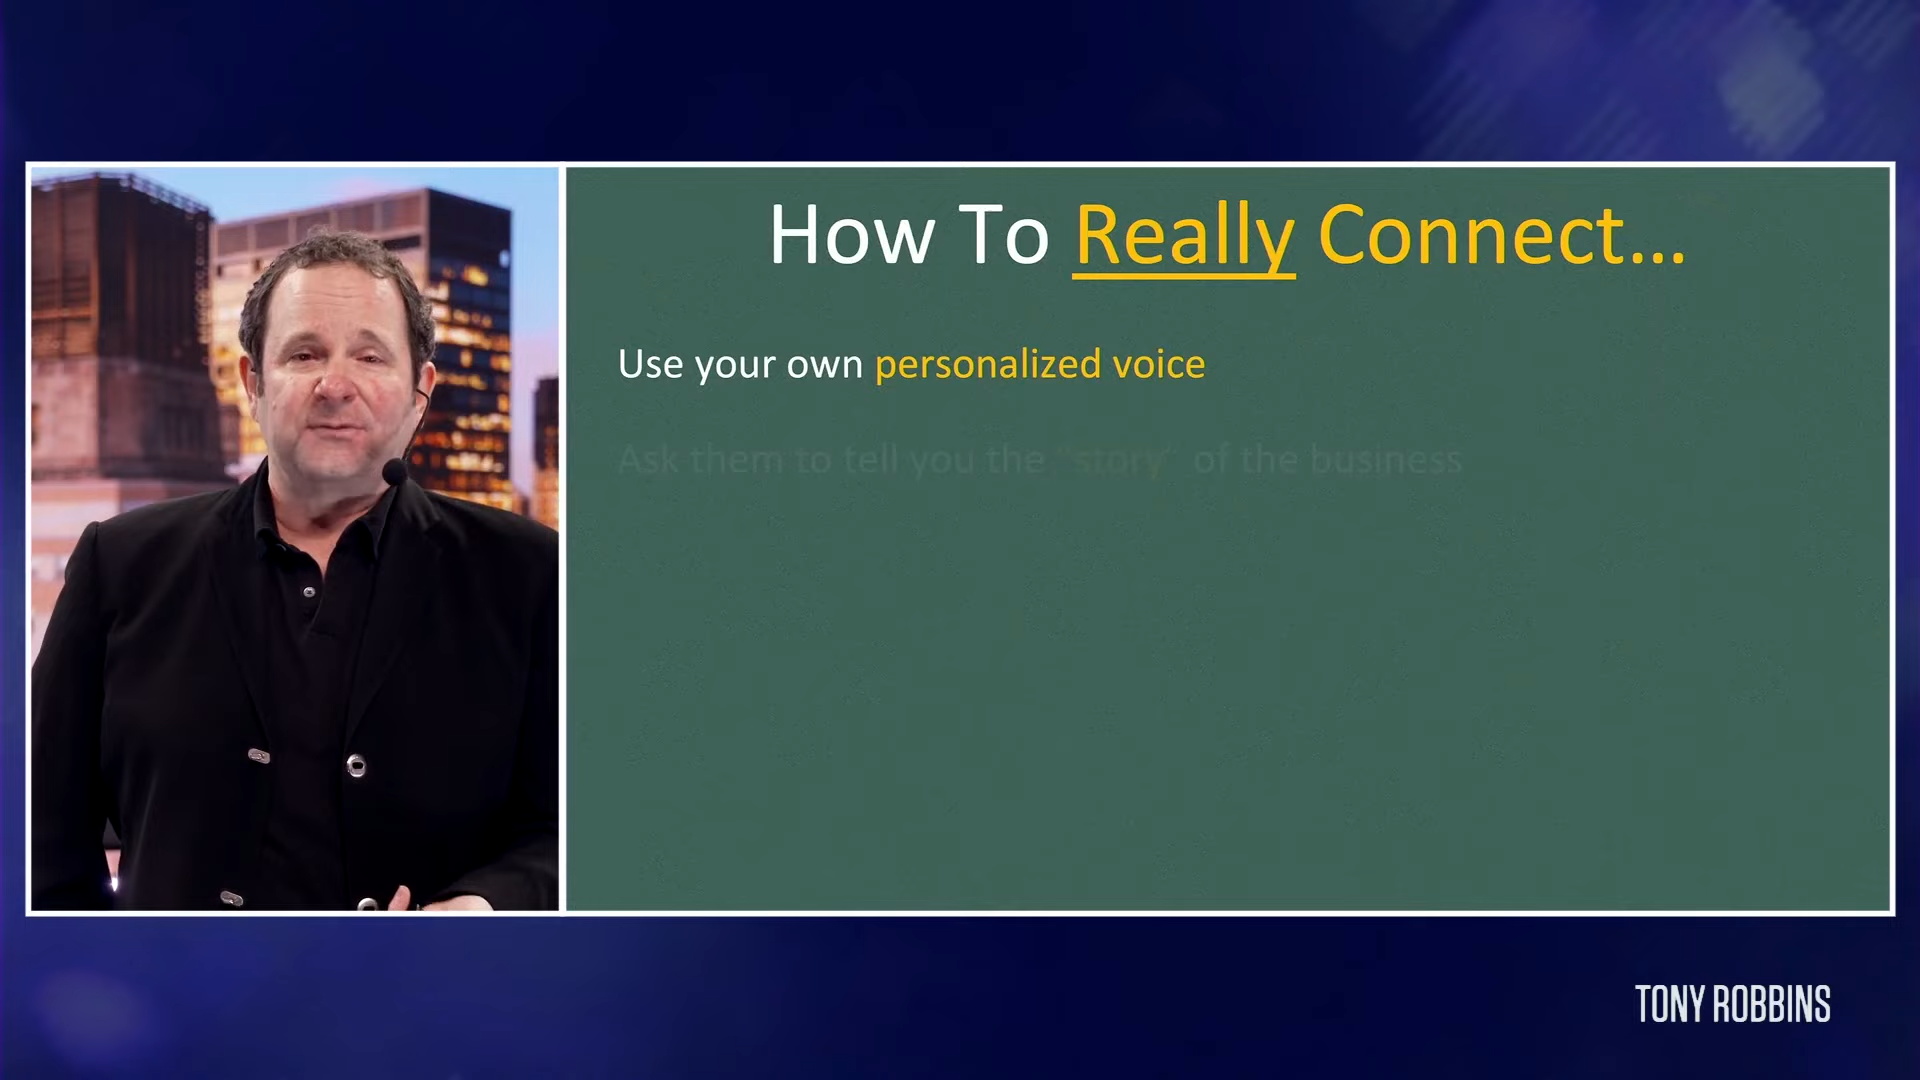 How To Really Connect...
Use your own personalized voice
Ask them to tell you the "story" of the business
TONY ROBBINS